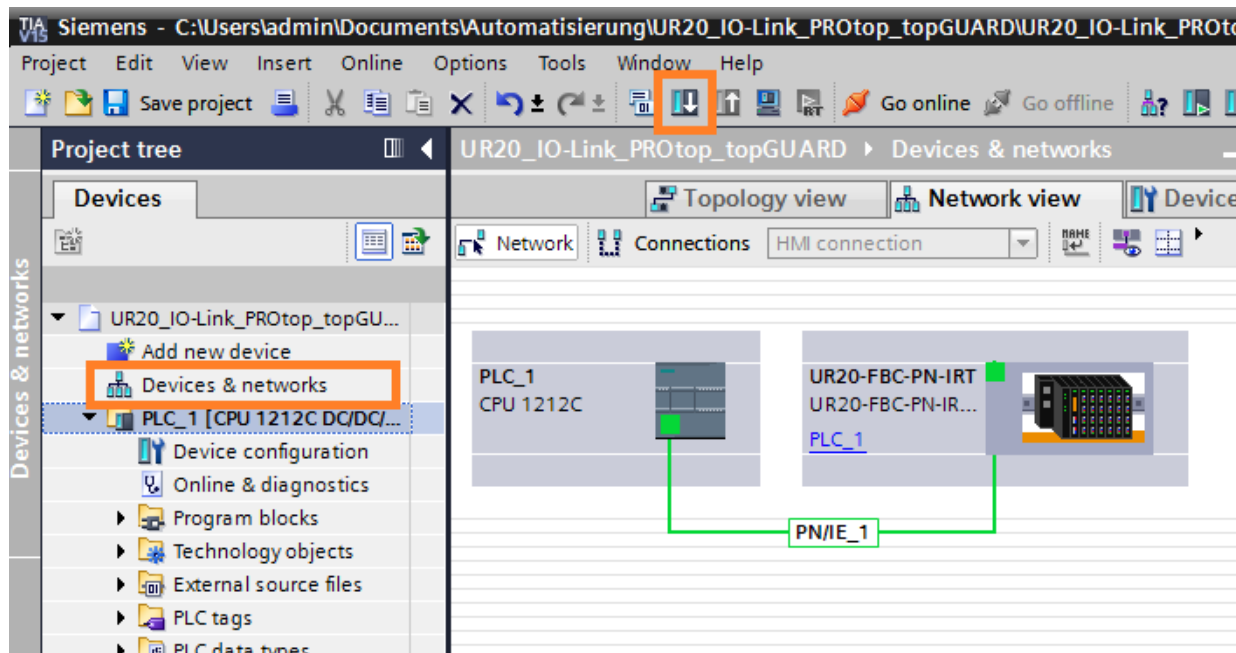 TIA V15 Siemens - C:\Users\admin\Documents\Automatisierung\UR20_IO-Link_PROtop_topGUARD\UR20_IO-Link_PROto
Project Edit View Insert Online Options Tools Window Help
Save project Go online Go offline
Project tree
UR20_IO-Link_PROtop_topGUARD Devices & networks
Devices
Topology view Network view Device
Network Connections HMI connection
Devices & networks
UR20_IO-Link_PROtop_topGU...
Add new device
Devices & networks
PLC_1 [CPU 1212C DC/DC/...
Device configuration
Online & diagnostics
Program blocks
Technology objects
External source files
PLC tags
PLC data types
PLC_1
CPU 1212C
UR20-FBC-PN-IRT
UR20-FBC-PN-IR...
PLC_1
PN/IE_1